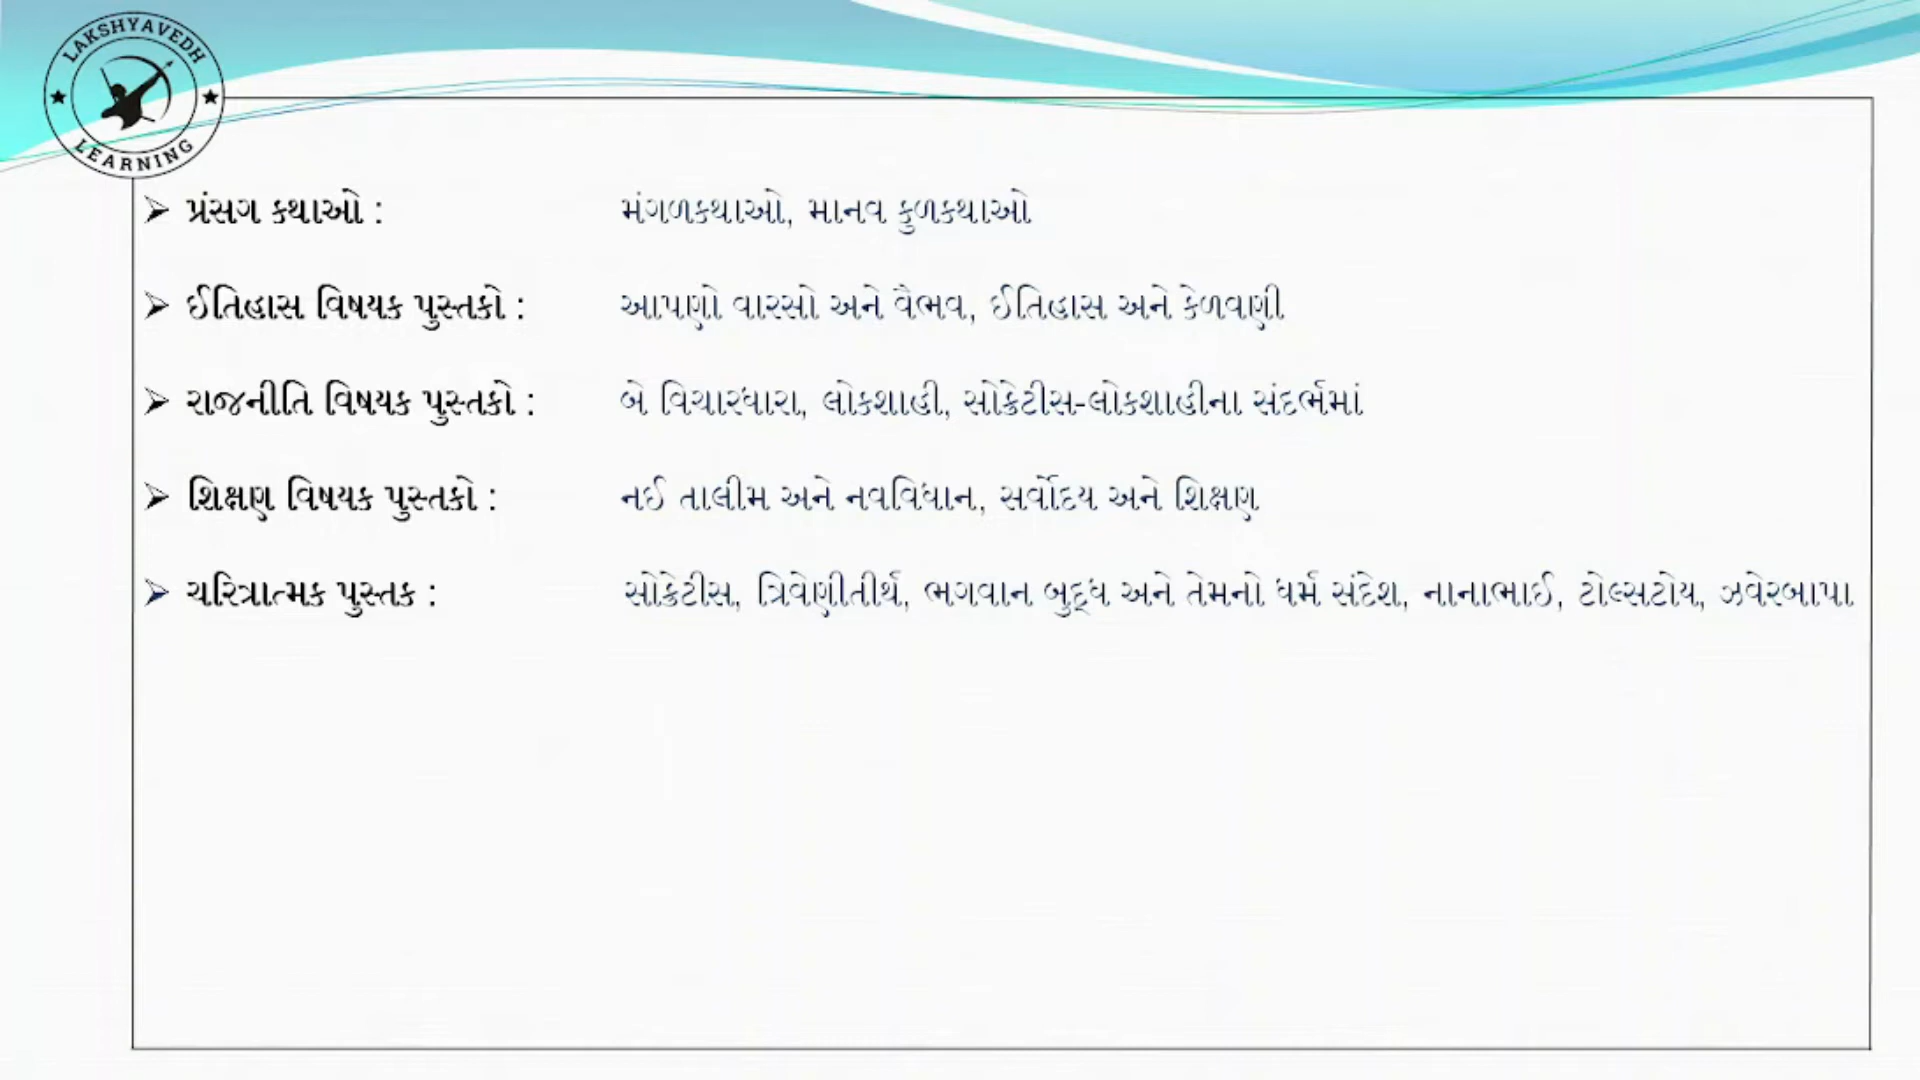 LAKSHYAVEDH
LEARNING
➢ પ્રંસગ કથાઓ : મંગળકથાઓ, માનવ કુળકથાઓ
➢ ઈતિહાસ વિષયક પુસ્તકો : આપણો વારસો અને વૈભવ, ઈતિહાસ અને કેળવણી
➢ રાજનીતિ વિષયક પુસ્તકો : બે વિચારધારા, લોકશાહી, સોક્રેટીસ-લોકશાહીના સંદર્ભમાં
➢ શિક્ષણ વિષયક પુસ્તકો : નઈ તાલીમ અને નવવિધાન, સર્વોદય અને શિક્ષણ
➢ ચરિત્રાત્મક પુસ્તક : સોક્રેટીસ, ત્રિવેણીતીર્થ, ભગવાન બુદ્ધ અને તેમનો ધર્મ સંદેશ, નાનાભાઈ, ટોલ્સટોય, ઝવેરબાપા